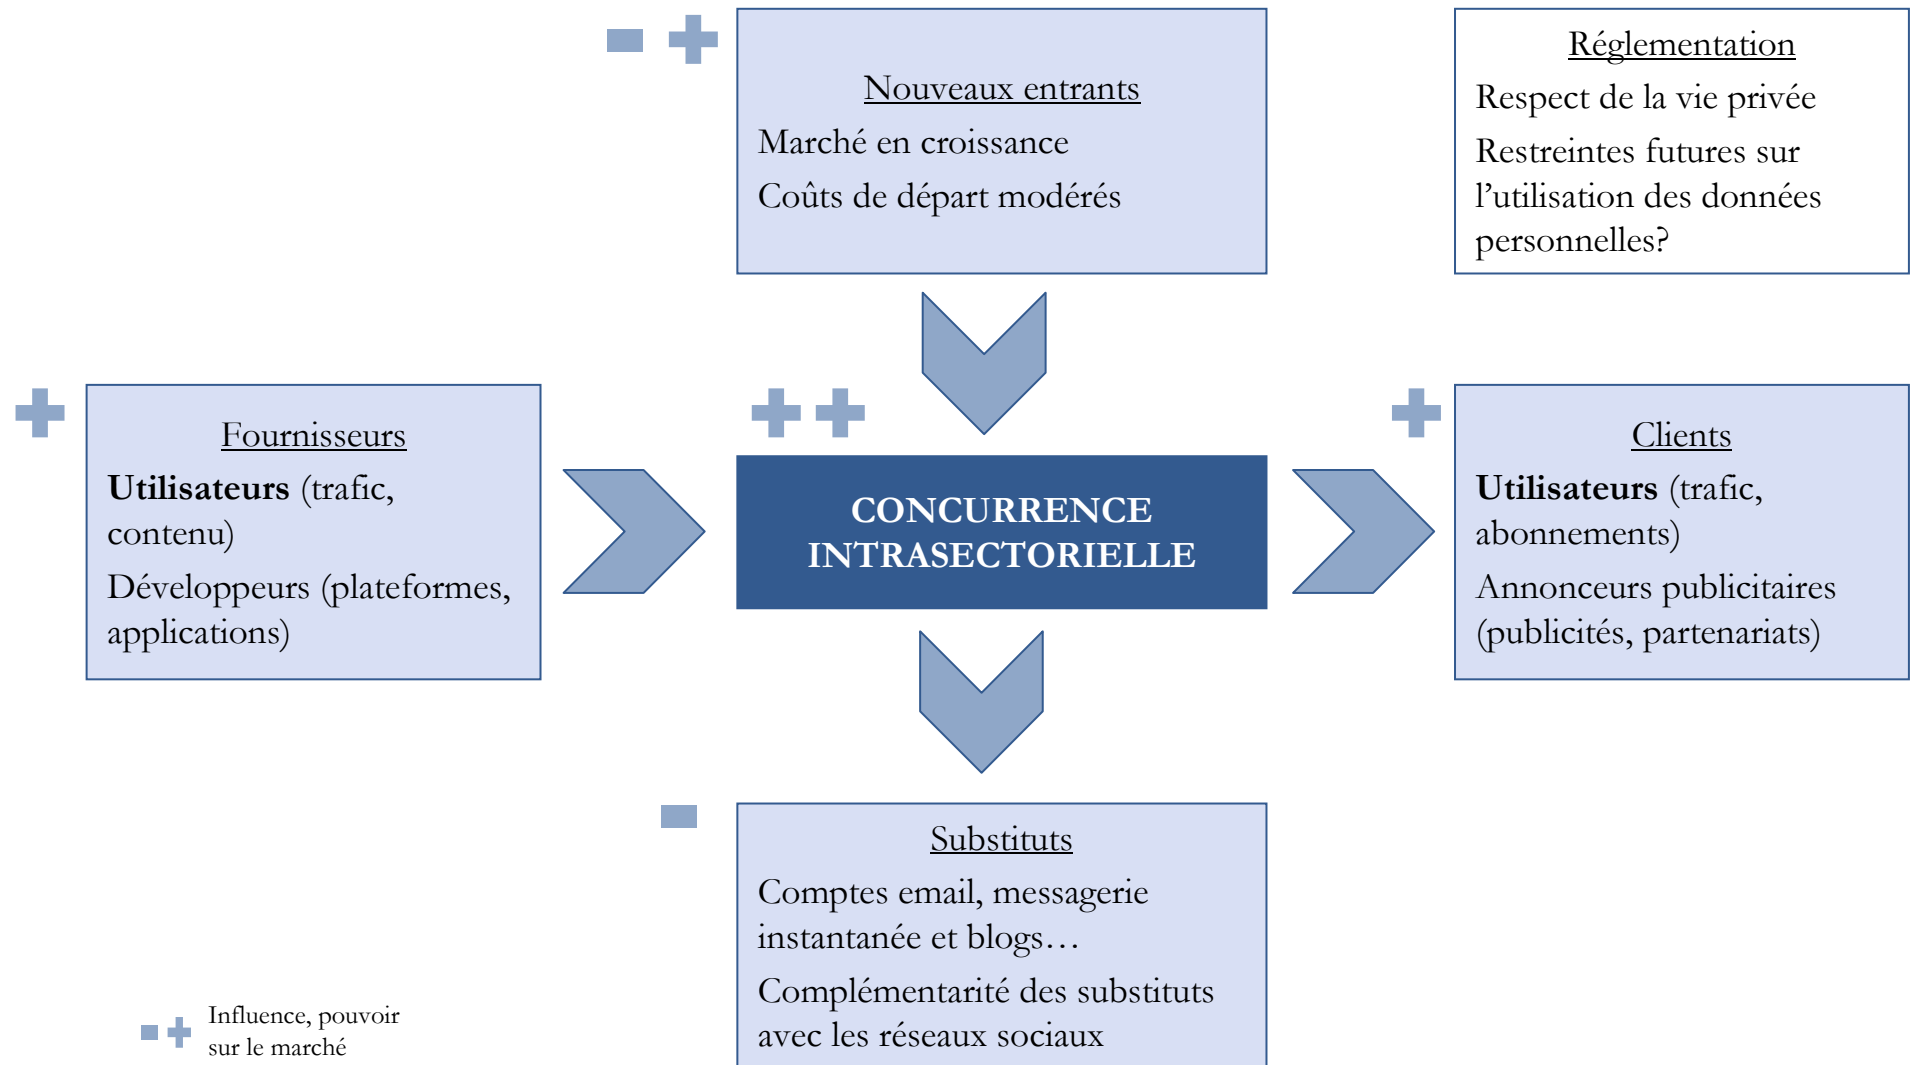 Nouveaux entrants
Marché en croissance
Coûts de départ modérés
Réglementation
Respect de la vie privée
Restreintes futures sur
l’utilisation des données
personnelles?
Fournisseurs
Utilisateurs (trafic,
contenu)
Développeurs (plateformes,
applications)
CONCURRENCE
INTRASECTORIELLE
Clients
Utilisateurs (trafic,
abonnements)
Annonceurs publicitaires
(publicités, partenariats)
Substituts
Comptes email, messagerie
instantanée et blogs…
Complémentarité des substituts
avec les réseaux sociaux
Influence, pouvoir
sur le marché